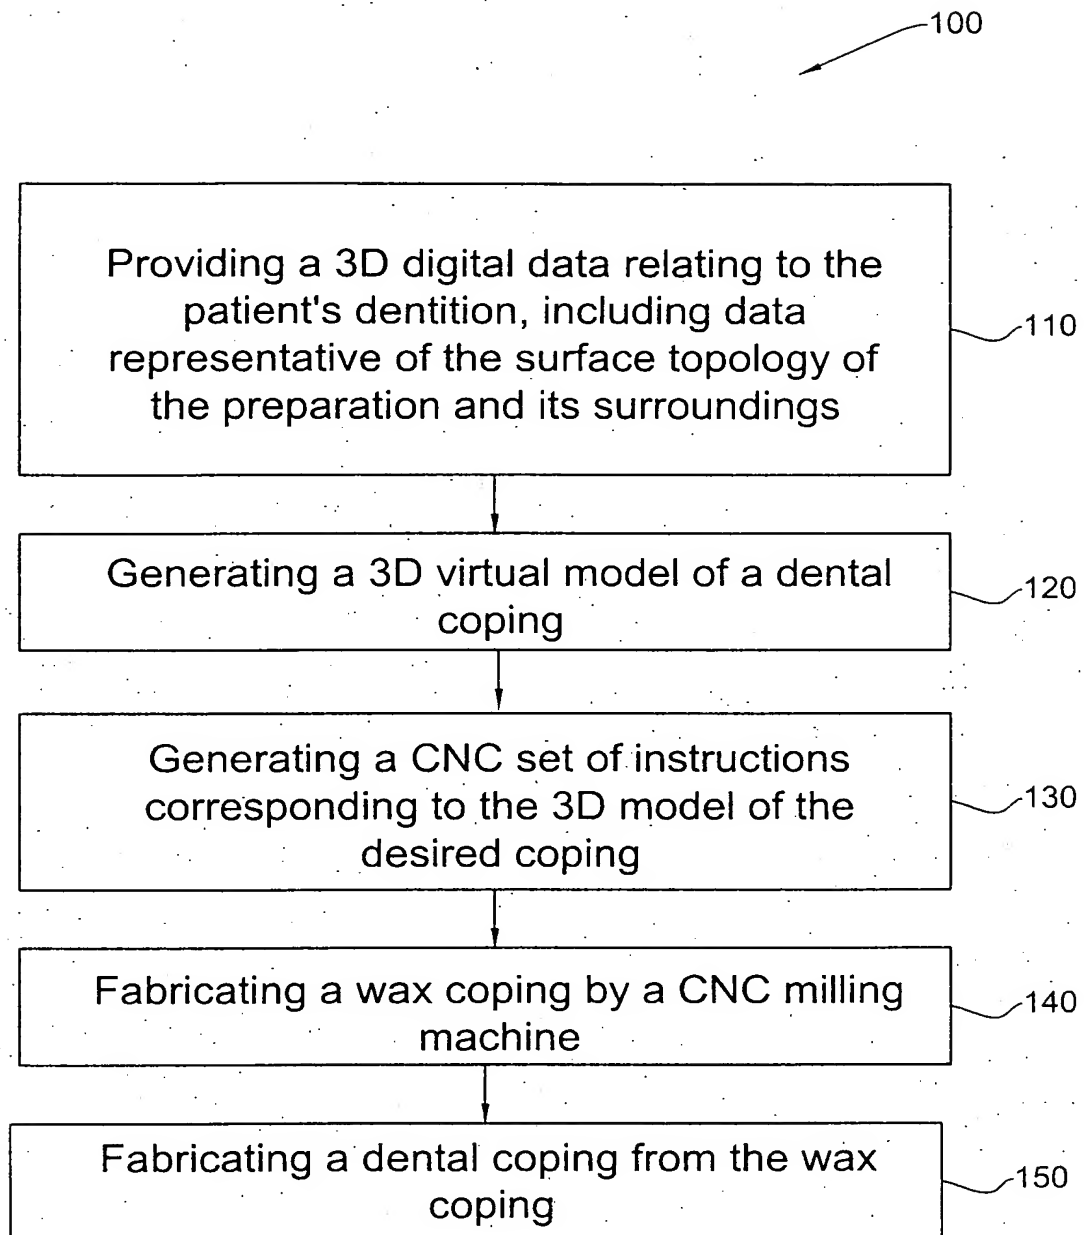 100
Providing a 3D digital data relating to the
patient's dentition, including data
representative of the surface topology of
the preparation and its surroundings
110
Generating a 3D virtual model of a dental
coping
120
Generating a CNC set of instructions
corresponding to the 3D model of the
desired coping
130
Fabricating a wax coping by a CNC milling
machine
140
Fabricating a dental coping from the wax
coping
150